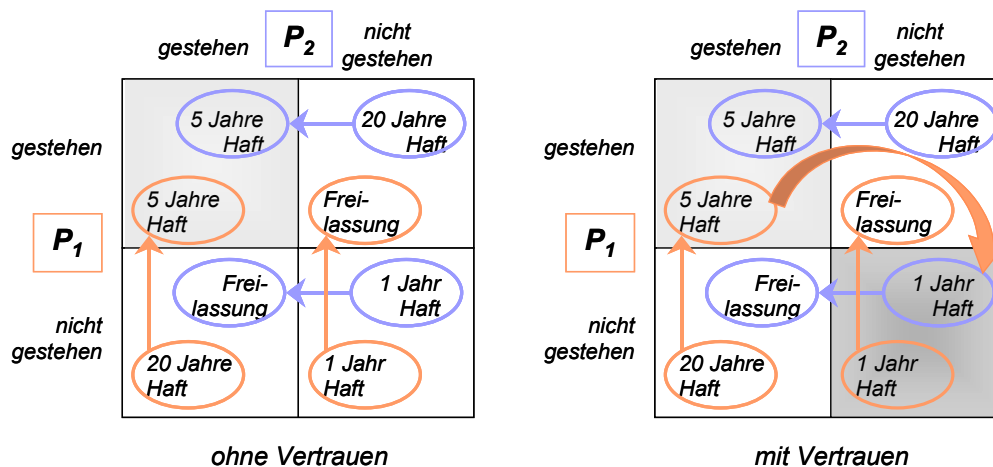 P2
gestehen
nicht
gestehen
gestehen
5 Jahre
Haft
20 Jahre
Haft
5 Jahre
Haft
Frei-
lassung
P1
nicht
gestehen
Frei-
lassung
1 Jahr
Haft
20 Jahre
Haft
1 Jahr
Haft
ohne Vertrauen
P2
gestehen
nicht
gestehen
gestehen
5 Jahre
Haft
20 Jahre
Haft
5 Jahre
Haft
Frei-
lassung
P1
nicht
gestehen
Frei-
lassung
1 Jahr
Haft
20 Jahre
Haft
1 Jahr
Haft
mit Vertrauen